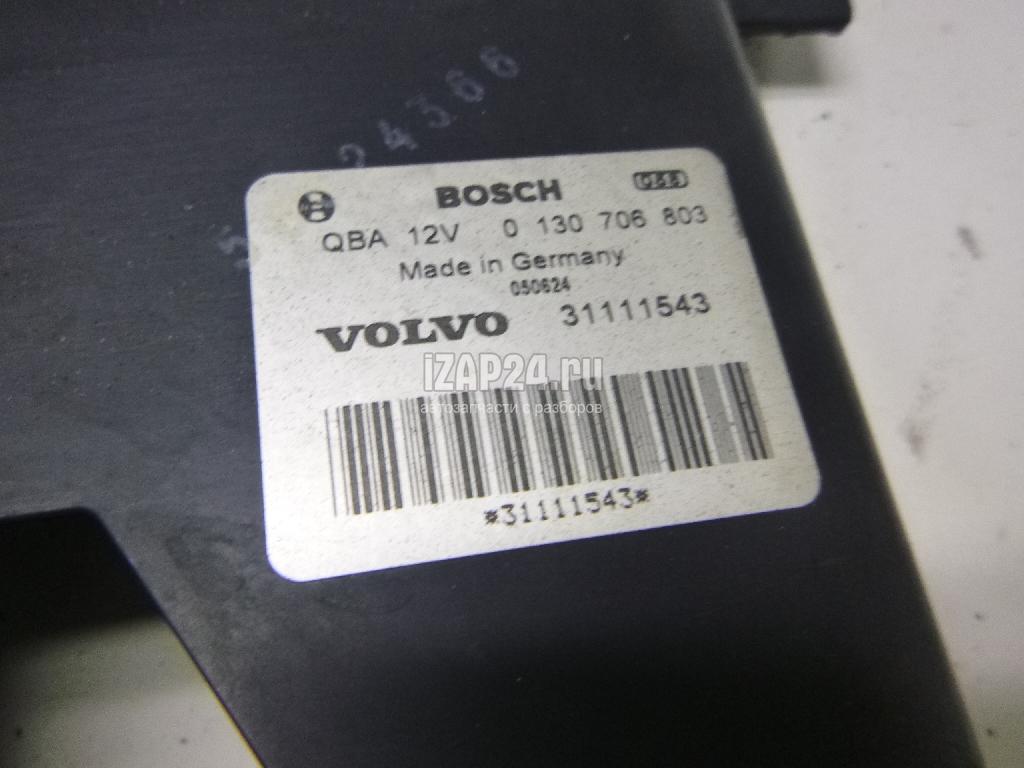 24366
BOSCH
QBA 12V 0 130 706 803
Made in Germany
050624
VOLVO 31111543
iZAP24.ru
автозапчасти с разборов
*31111543*